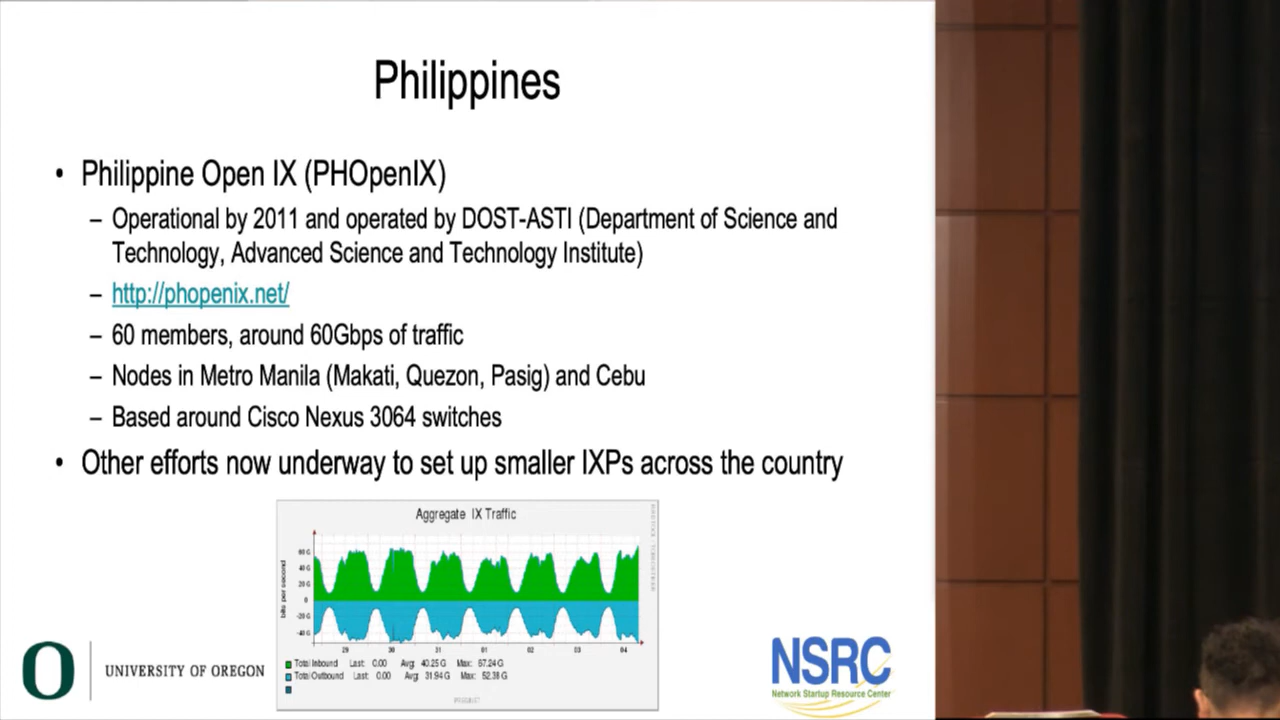 Philippines
• Philippine Open IX (PHOpenIX)
– Operational by 2011 and operated by DOST-ASTI (Department of Science and
Technology, Advanced Science and Technology Institute)
– http://phopenix.net/
– 60 members, around 60Gbps of traffic
– Nodes in Metro Manila (Makati, Quezon, Pasig) and Cebu
– Based around Cisco Nexus 3064 switches
• Other efforts now underway to set up smaller IXPs across the country
Aggregate IX Traffic
bits per second
60 G
40 G
20 G
0
-20 G
-40 G
29 30 31 01 02 03 04
Total Inbound Last: 0.00 Avg: 40.25 G Max: 67.24 G
Total Outbound Last: 0.00 Avg: 31.94 G Max: 52.38 G
O UNIVERSITY OF OREGON
NSRC
Network Startup Resource Center